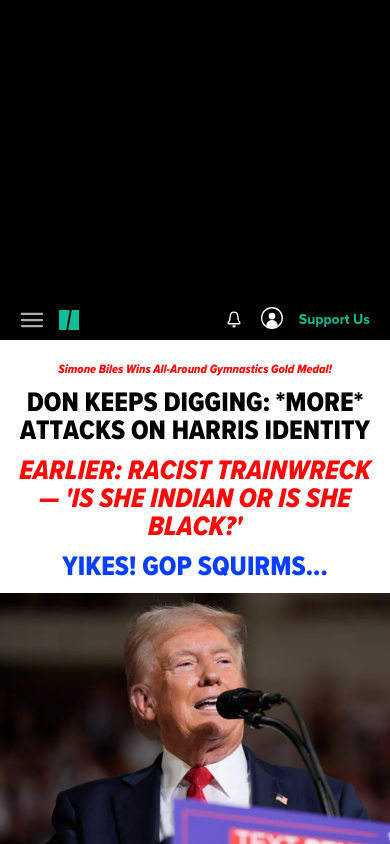 Support Us
Simone Biles Wins All-Around Gymnastics Gold Medal!
DON KEEPS DIGGING: *MORE*
ATTACKS ON HARRIS IDENTITY
EARLIER: RACIST TRAINWRECK
— 'IS SHE INDIAN OR IS SHE
BLACK?'
YIKES! GOP SQUIRMS...
TEXT